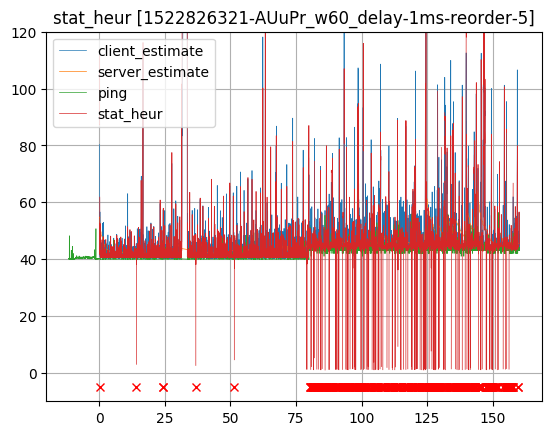 stat_heur [1522826321-AUuPr_w60_delay-1ms-reorder-5]
client_estimate
server_estimate
ping
stat_heur
120
100
80
60
40
20
0
0 25 50 75 100 125 150